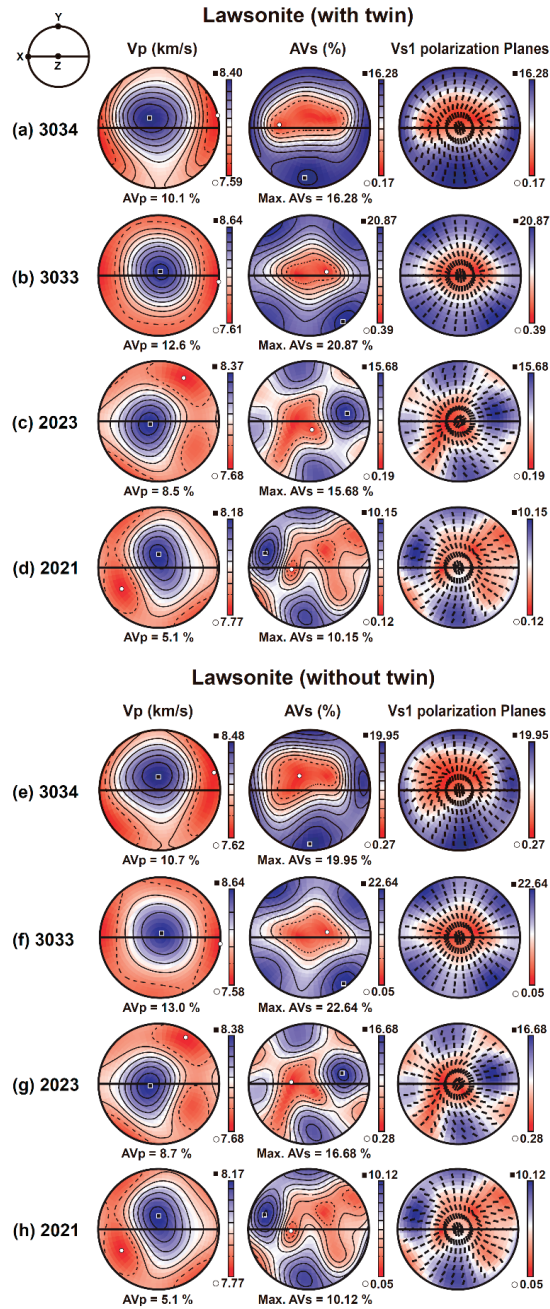 Lawsonite (with twin)
Y
X
Z
Vp (km/s) AVs (%) Vs1 polarization Planes
(a) 3034
8.40 16.28 16.28
7.59 0.17 0.17
AVp = 10.1 % Max. AVs = 16.28 %
(b) 3033
8.64 20.87 20.87
7.61 0.39 0.39
AVp = 12.6 % Max. AVs = 20.87 %
(c) 2023
8.37 15.68 15.68
7.68 0.19 0.19
AVp = 8.5 % Max. AVs = 15.68 %
(d) 2021
8.18 10.15 10.15
7.77 0.12 0.12
AVp = 5.1 % Max. AVs = 10.15 %
Lawsonite (without twin)
Vp (km/s) AVs (%) Vs1 polarization Planes
(e) 3034
8.48 19.95 19.95
7.62 0.27 0.27
AVp = 10.7 % Max. AVs = 19.95 %
(f) 3033
8.64 22.64 22.64
7.58 0.05 0.05
AVp = 13.0 % Max. AVs = 22.64 %
(g) 2023
8.38 16.68 16.68
7.68 0.28 0.28
AVp = 8.7 % Max. AVs = 16.68 %
(h) 2021
8.17 10.12 10.12
7.77 0.05 0.05
AVp = 5.1 % Max. AVs = 10.12 %